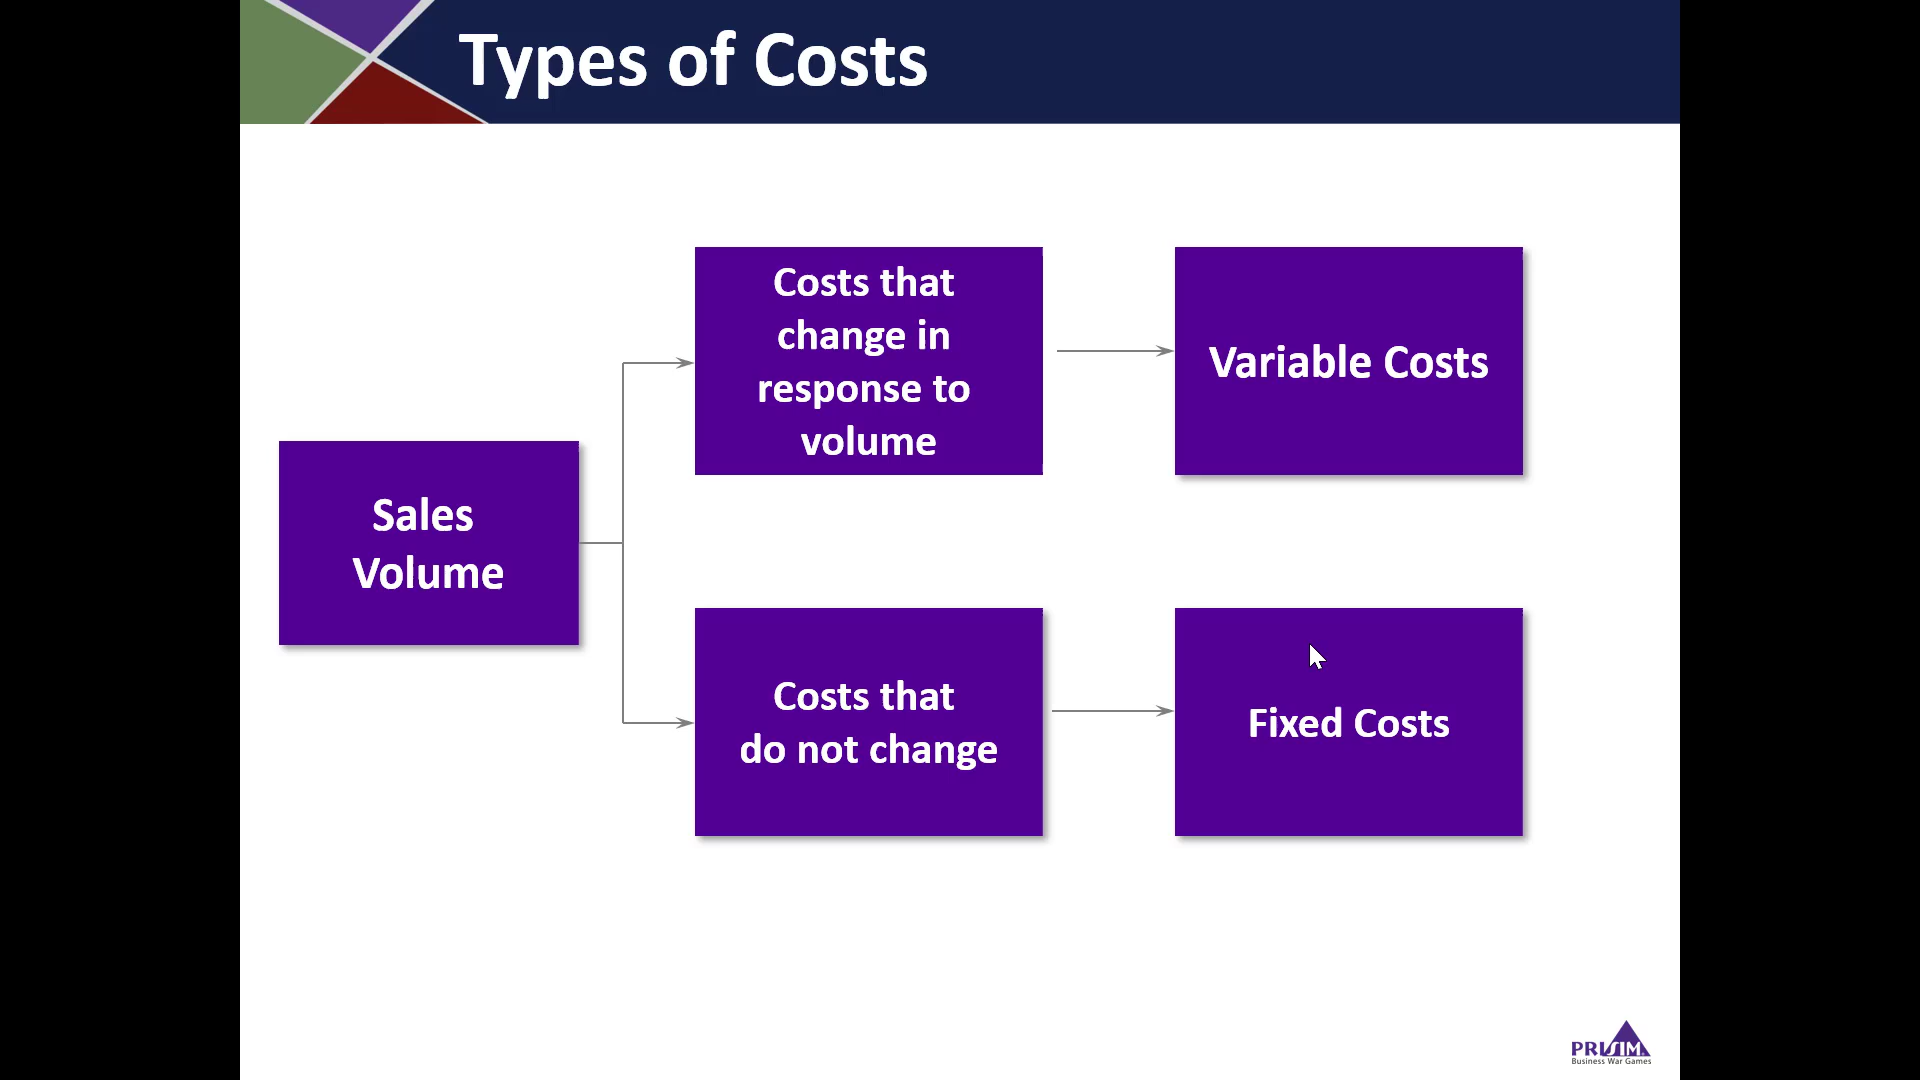 Types of Costs
Costs that
change in
response to
volume
Variable Costs
Sales
Volume
Costs that
do not change
Fixed Costs
PRISIM
Business War Games